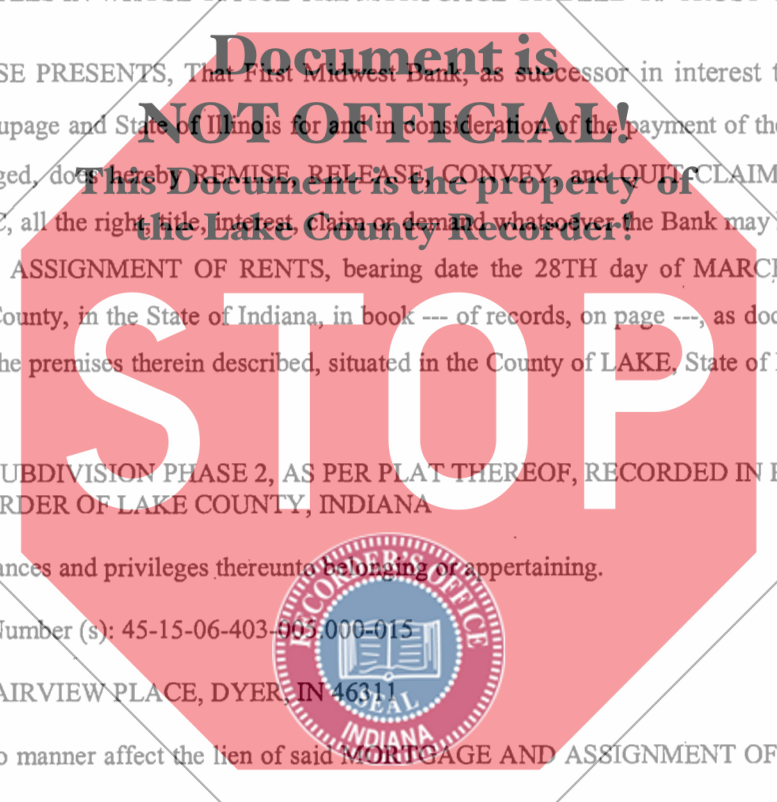 Document is
NOT OFFICIAL!
This Document is the property of
the Lake County Recorder!
STOP
SE PRESENTS, That First Midwest Bank, as successor in interest t
upage and State of Illinois for and in consideration of the payment of the
ged, does hereby REMISE, RELEASE, CONVEY, and QUIT CLAIM
C, all the right, title, interest, claim or demand whatsoever the Bank may
ASSIGNMENT OF RENTS, bearing date the 28TH day of MARCH
County, in the State of Indiana, in book --- of records, on page ---, as doc
he premises therein described, situated in the County of LAKE, State of
UBDIVISION PHASE 2, AS PER PLAT THEREOF, RECORDED IN
RDER OF LAKE COUNTY, INDIANA
ances and privileges thereunto belonging or appertaining.
Number (s): 45-15-06-403-005.000-015
AIRVIEW PLACE, DYER, IN 46311
o manner affect the lien of said MORTGAGE AND ASSIGNMENT OF
RECORDER'S OFFICE
SEAL
INDIANA